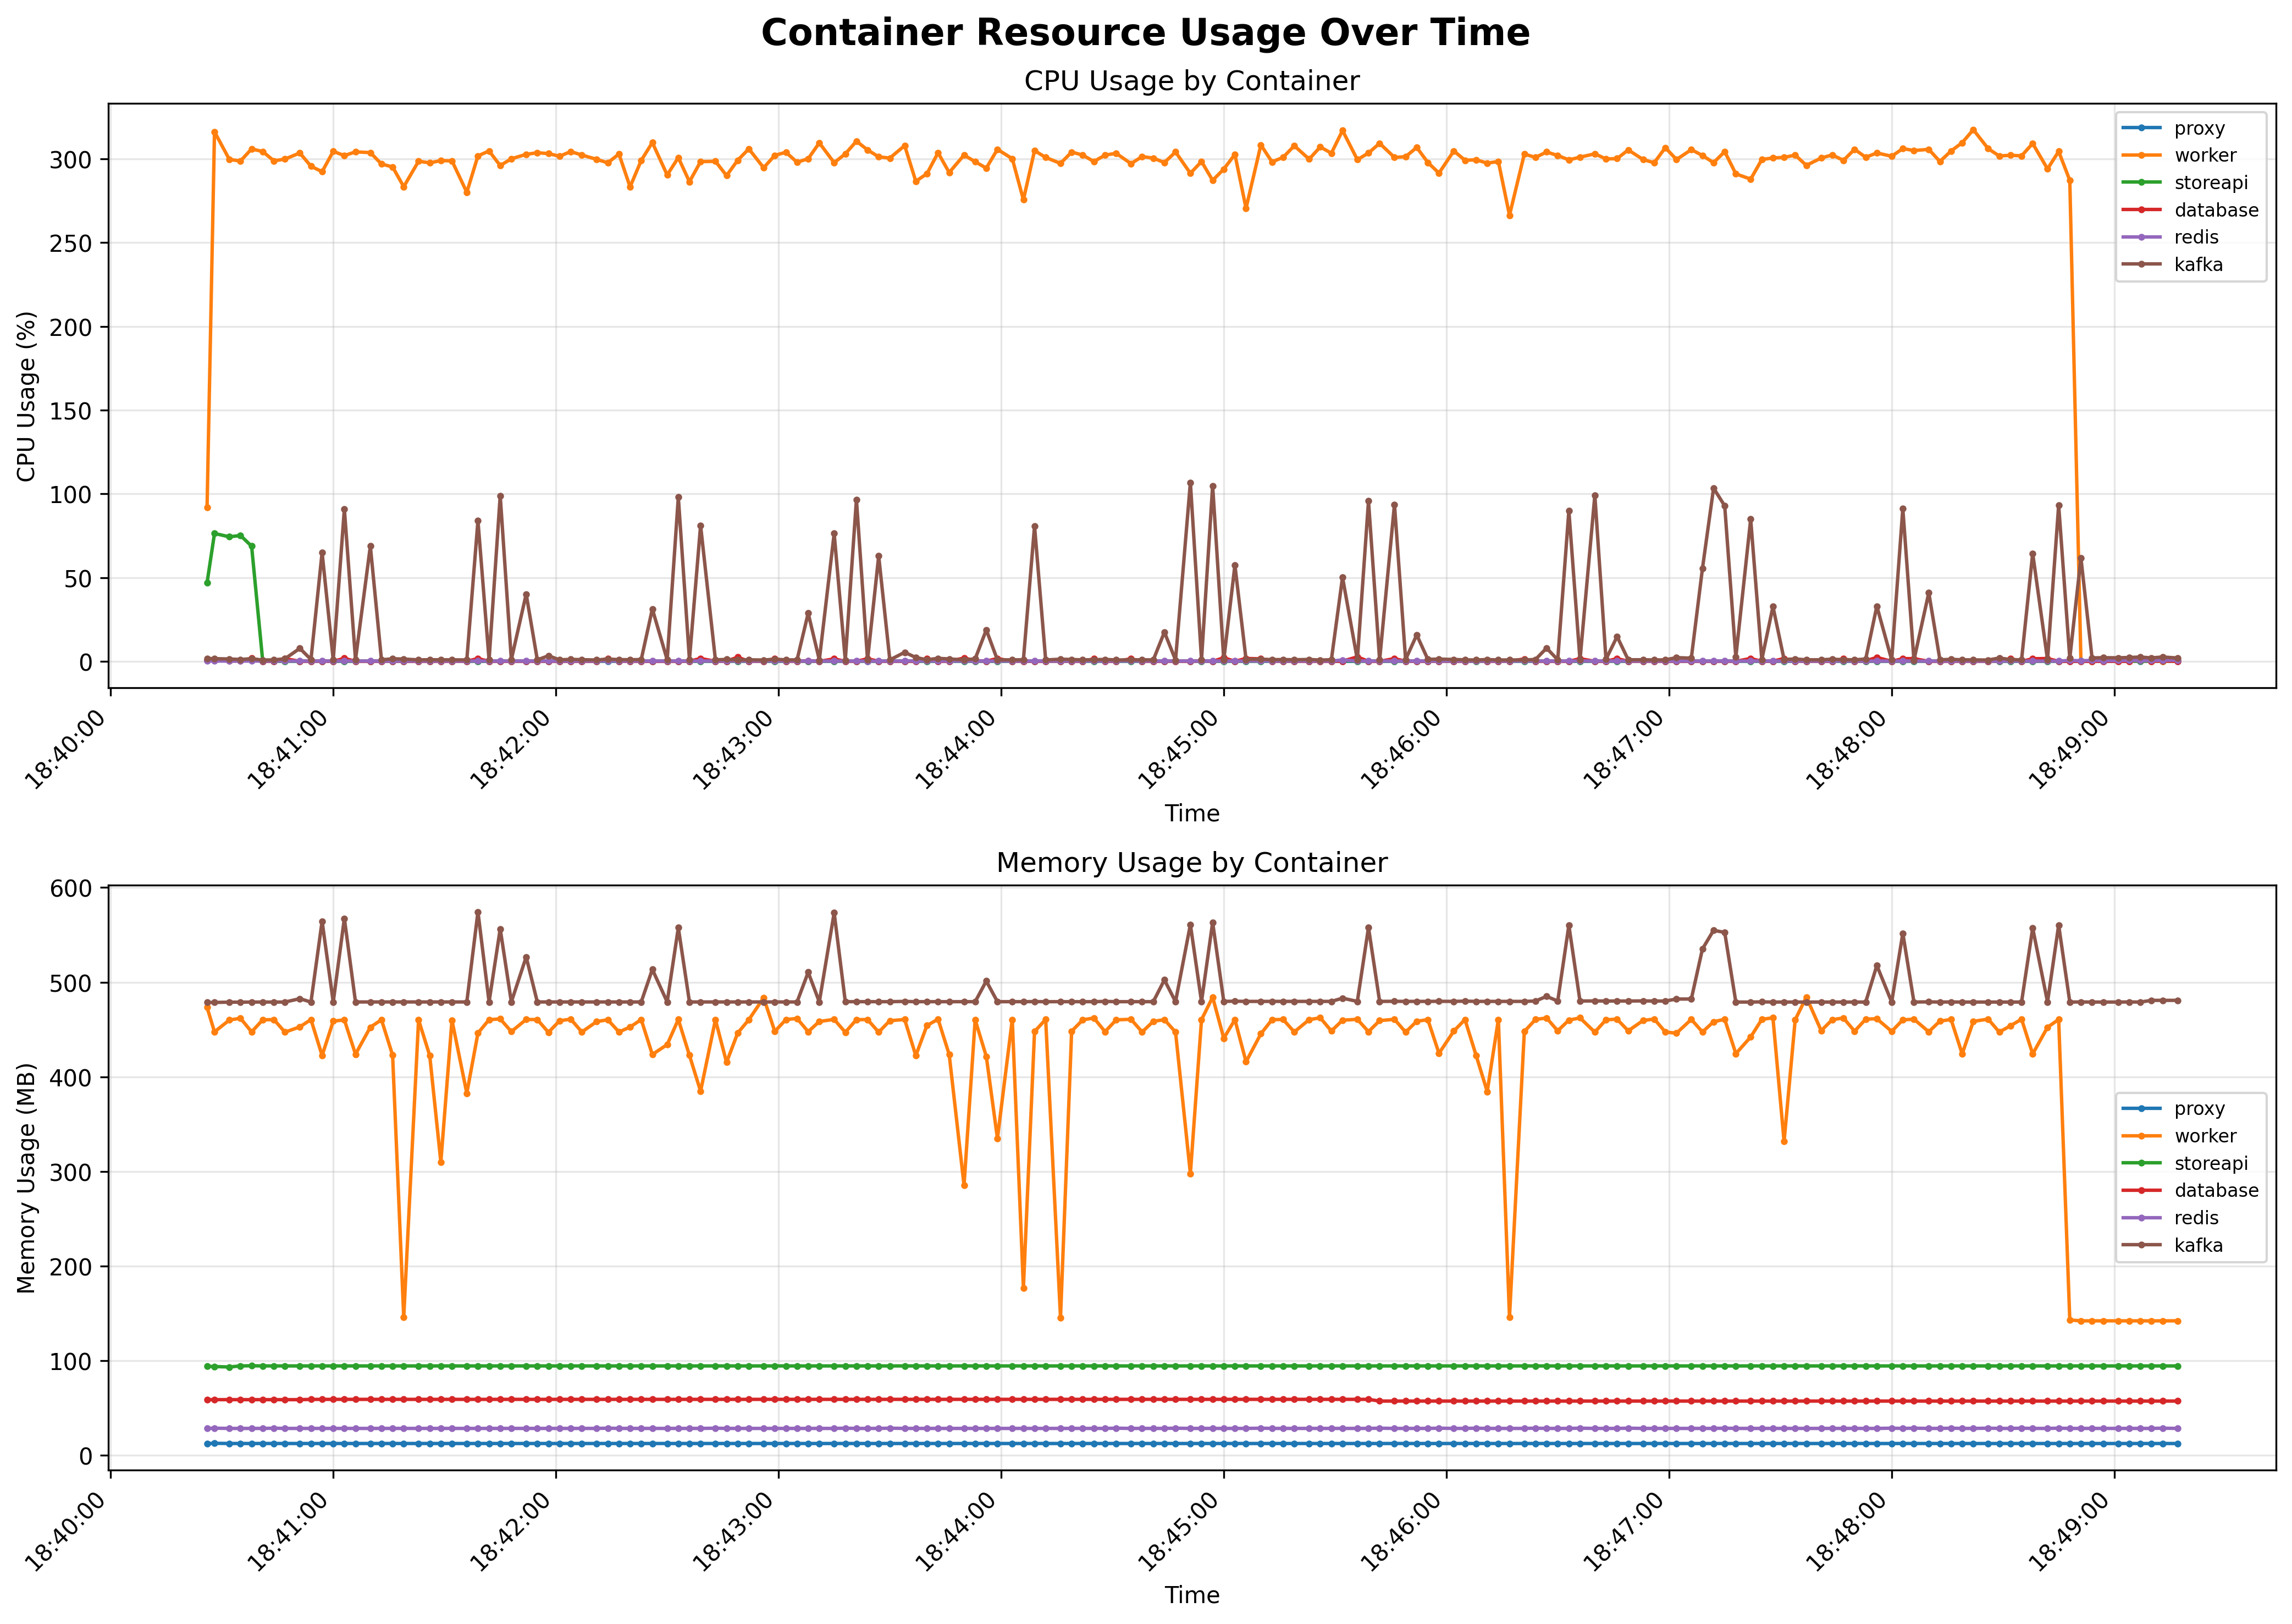 Container Resource Usage Over Time
CPU Usage by Container
CPU Usage (%)
300
250
200
150
100
50
0
proxy
worker
storeapi
database
redis
kafka
18:40:00
18:41:00
18:42:00
18:43:00
18:44:00
18:45:00
18:46:00
18:47:00
18:48:00
18:49:00
Time
Memory Usage by Container
Memory Usage (MB)
600
500
400
300
200
100
0
proxy
worker
storeapi
database
redis
kafka
18:40:00
18:41:00
18:42:00
18:43:00
18:44:00
18:45:00
18:46:00
18:47:00
18:48:00
18:49:00
Time